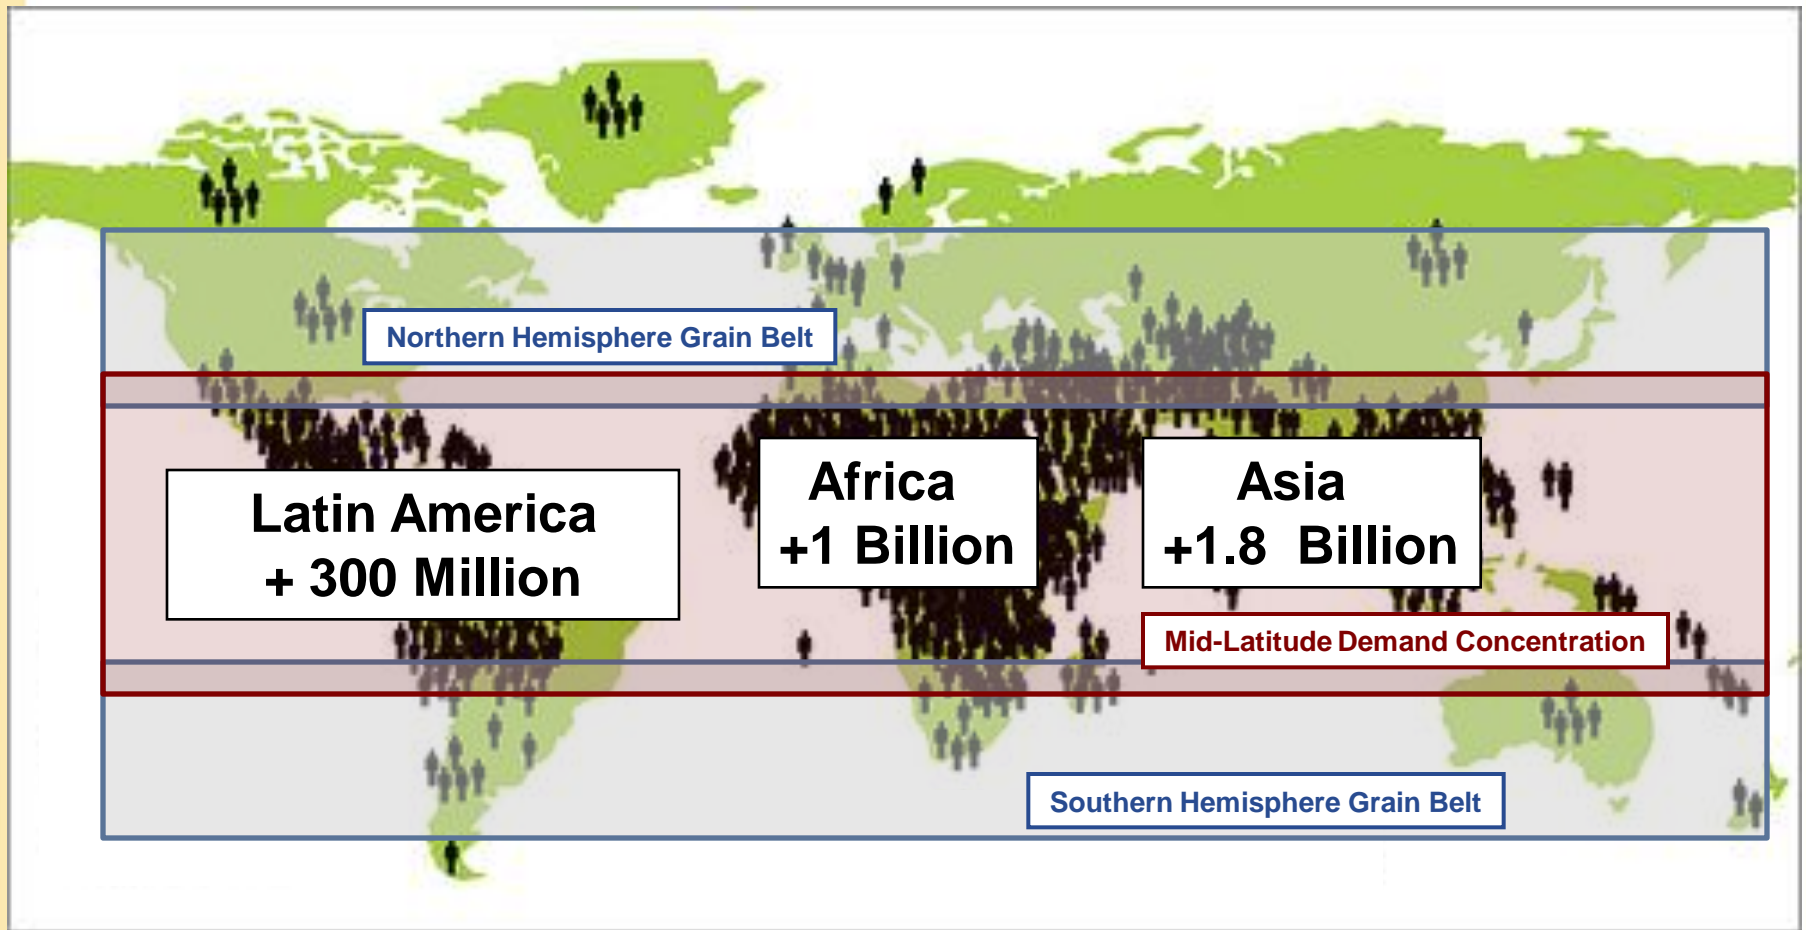 Northern Hemisphere Grain Belt
Latin America
+ 300 Million
Africa
+1 Billion
Asia
+1.8  Billion
Mid-Latitude Demand Concentration
Southern Hemisphere Grain Belt